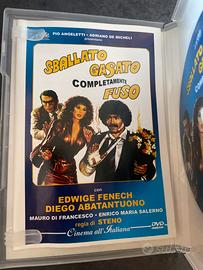 PIO ANGELETTI • ADRIANO DE MICHELI
presentano
SBALLATO
GASATO
COMPLETAMENTE
FUSO
con
EDWIGE FENECH
DIEGO ABATANTUONO
MAURO DI FRANCESCO • ENRICO MARIA SALERNO
regia di STENO
DVD
Cinema all'Italiana